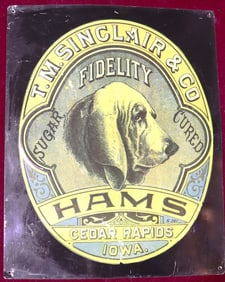 T.M. SINCLAIR & CO
FIDELITY
SUGAR CURED
HAMS
CEDAR RAPIDS
IOWA.